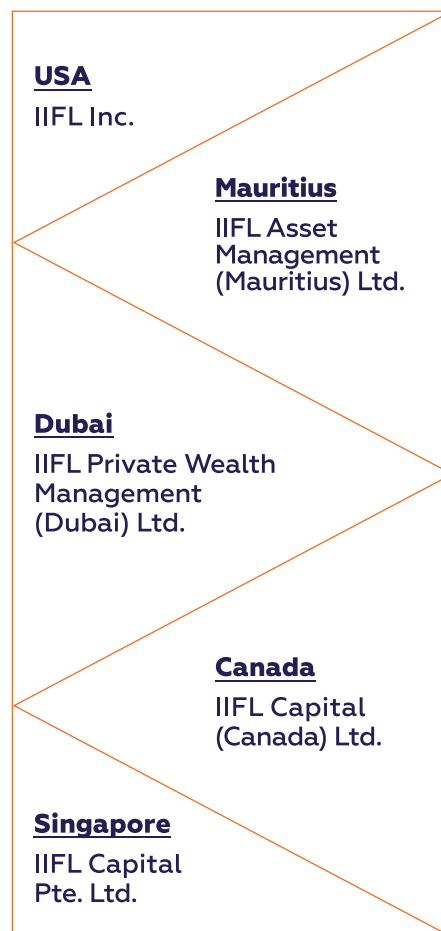 USA
IIFL Inc.
Mauritius
IIFL Asset
Management
(Mauritius) Ltd.
Dubai
IIFL Private Wealth
Management
(Dubai) Ltd.
Canada
IIFL Capital
(Canada) Ltd.
Singapore
IIFL Capital
Pte. Ltd.